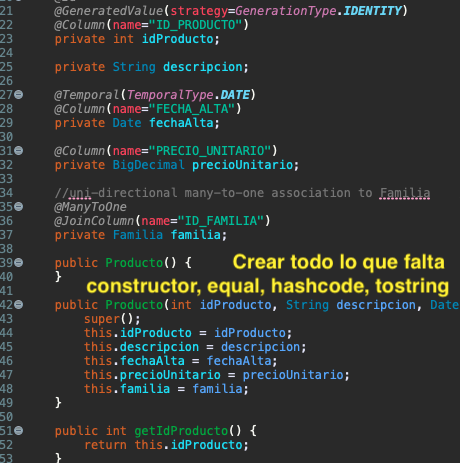 21 @GeneratedValue(strategy=GenerationType.IDENTITY)
22 @Column(name="ID_PRODUCTO")
23 private int idProducto;
24
25 private String descripcion;
26
27 @Temporal(TemporalType.DATE)
28 @Column(name="FECHA_ALTA")
29 private Date fechaAlta;
30
31 @Column(name="PRECIO_UNITARIO")
32 private BigDecimal precioUnitario;
33
34 //uni-directional many-to-one association to Familia
35 @ManyToOne
36 @JoinColumn(name="ID_FAMILIA")
37 private Familia familia;
38
39 public Producto() {
Crear todo lo que falta
40 }
constructor, equal, hashcode, tostring
41
42 public Producto(int idProducto, String descripcion, Date
43 super();
44 this.idProducto = idProducto;
45 this.descripcion = descripcion;
46 this.fechaAlta = fechaAlta;
47 this.precioUnitario = precioUnitario;
48 this.familia = familia;
49 }
50
51 public int getIdProducto() {
52 return this.idProducto;
53 }